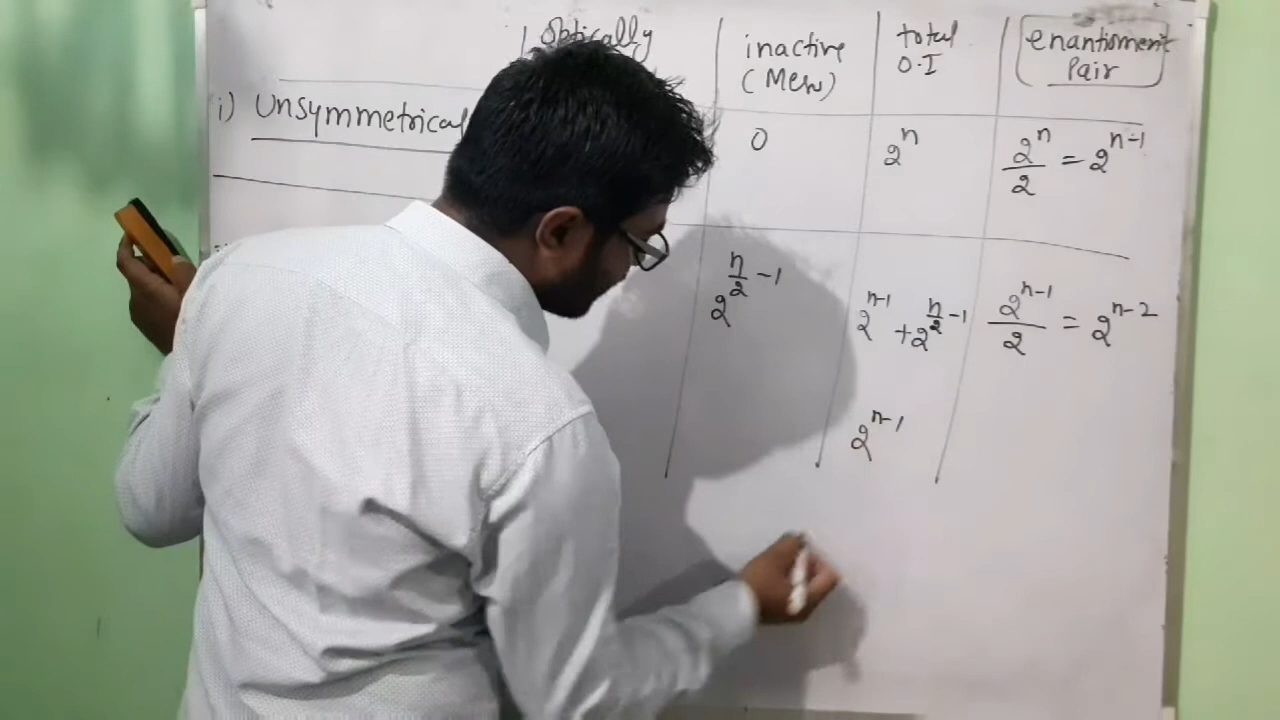 Optically
inactive (Meso)
total O.I
enantiomeric Pair
i) Unsymmetrical
0
2^n
2^n/2 = 2^{n-1}
2^{n/2 -1}
2^{n-1} + 2^{n/2 -1}
2^{n-1}/2 = 2^{n-2}
2^{n-1}